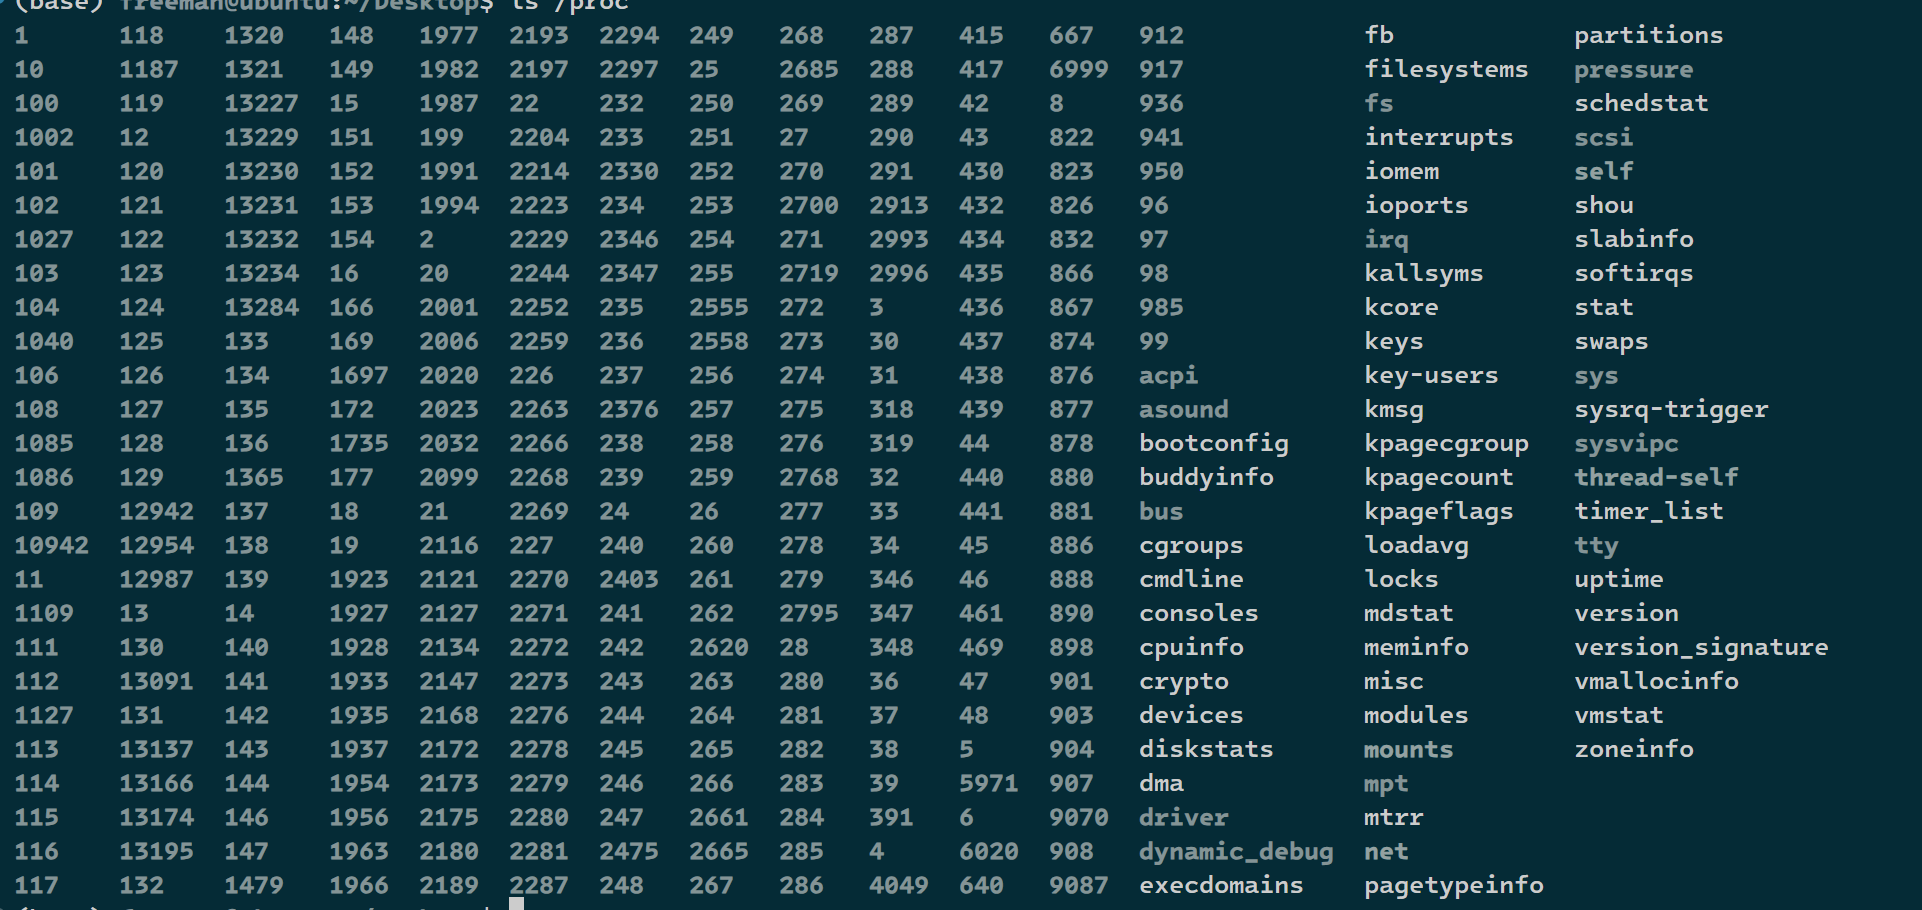 (base) freeman@ubuntu:~/Desktop$ ls /proc
1 118 1320 148 1977 2193 2294 249 268 287 415 667 912 fb partitions
10 1187 1321 149 1982 2197 2297 25 2685 288 417 6999 917 filesystems pressure
100 119 13227 15 1987 22 232 250 269 289 42 8 936 fs schedstat
1002 12 13229 151 199 2204 233 251 27 290 43 822 941 interrupts scsi
101 120 13230 152 1991 2214 2330 252 270 291 430 823 950 iomem self
102 121 13231 153 1994 2223 234 253 2700 2913 432 826 96 ioports shou
1027 122 13232 154 2 2229 2346 254 271 2993 434 832 97 irq slabinfo
103 123 13234 16 20 2244 2347 255 2719 2996 435 866 98 kallsyms softirqs
104 124 13284 166 2001 2252 235 2555 272 3 436 867 985 kcore stat
1040 125 133 169 2006 2259 236 2558 273 30 437 874 99 keys swaps
106 126 134 1697 2020 226 237 256 274 31 438 876 acpi key-users sys
108 127 135 172 2023 2263 2376 257 275 318 439 877 asound kmsg sysrq-trigger
1085 128 136 1735 2032 2266 238 258 276 319 44 878 bootconfig kpagecgroup sysvipc
1086 129 1365 177 2099 2268 239 259 2768 32 440 880 buddyinfo kpagecount thread-self
109 12942 137 18 21 2269 24 26 277 33 441 881 bus kpageflags timer_list
10942 12954 138 19 2116 227 240 260 278 34 45 886 cgroups loadavg tty
11 12987 139 1923 2121 2270 2403 261 279 346 46 888 cmdline locks uptime
1109 13 14 1927 2127 2271 241 262 2795 347 461 890 consoles mdstat version
111 130 140 1928 2134 2272 242 2620 28 348 469 898 cpuinfo meminfo version_signature
112 13091 141 1933 2147 2273 243 263 280 36 47 901 crypto misc vmallocinfo
1127 131 142 1935 2168 2276 244 264 281 37 48 903 devices modules vmstat
113 13137 143 1937 2172 2278 245 265 282 38 5 904 diskstats mounts zoneinfo
114 13166 144 1954 2173 2279 246 266 283 39 5971 907 dma mpt
115 13174 146 1956 2175 2280 247 2661 284 391 6 9070 driver mtrr
116 13195 147 1963 2180 2281 2475 2665 285 4 6020 908 dynamic_debug net
117 132 1479 1966 2189 2287 248 267 286 4049 640 9087 execdomains pagetypeinfo